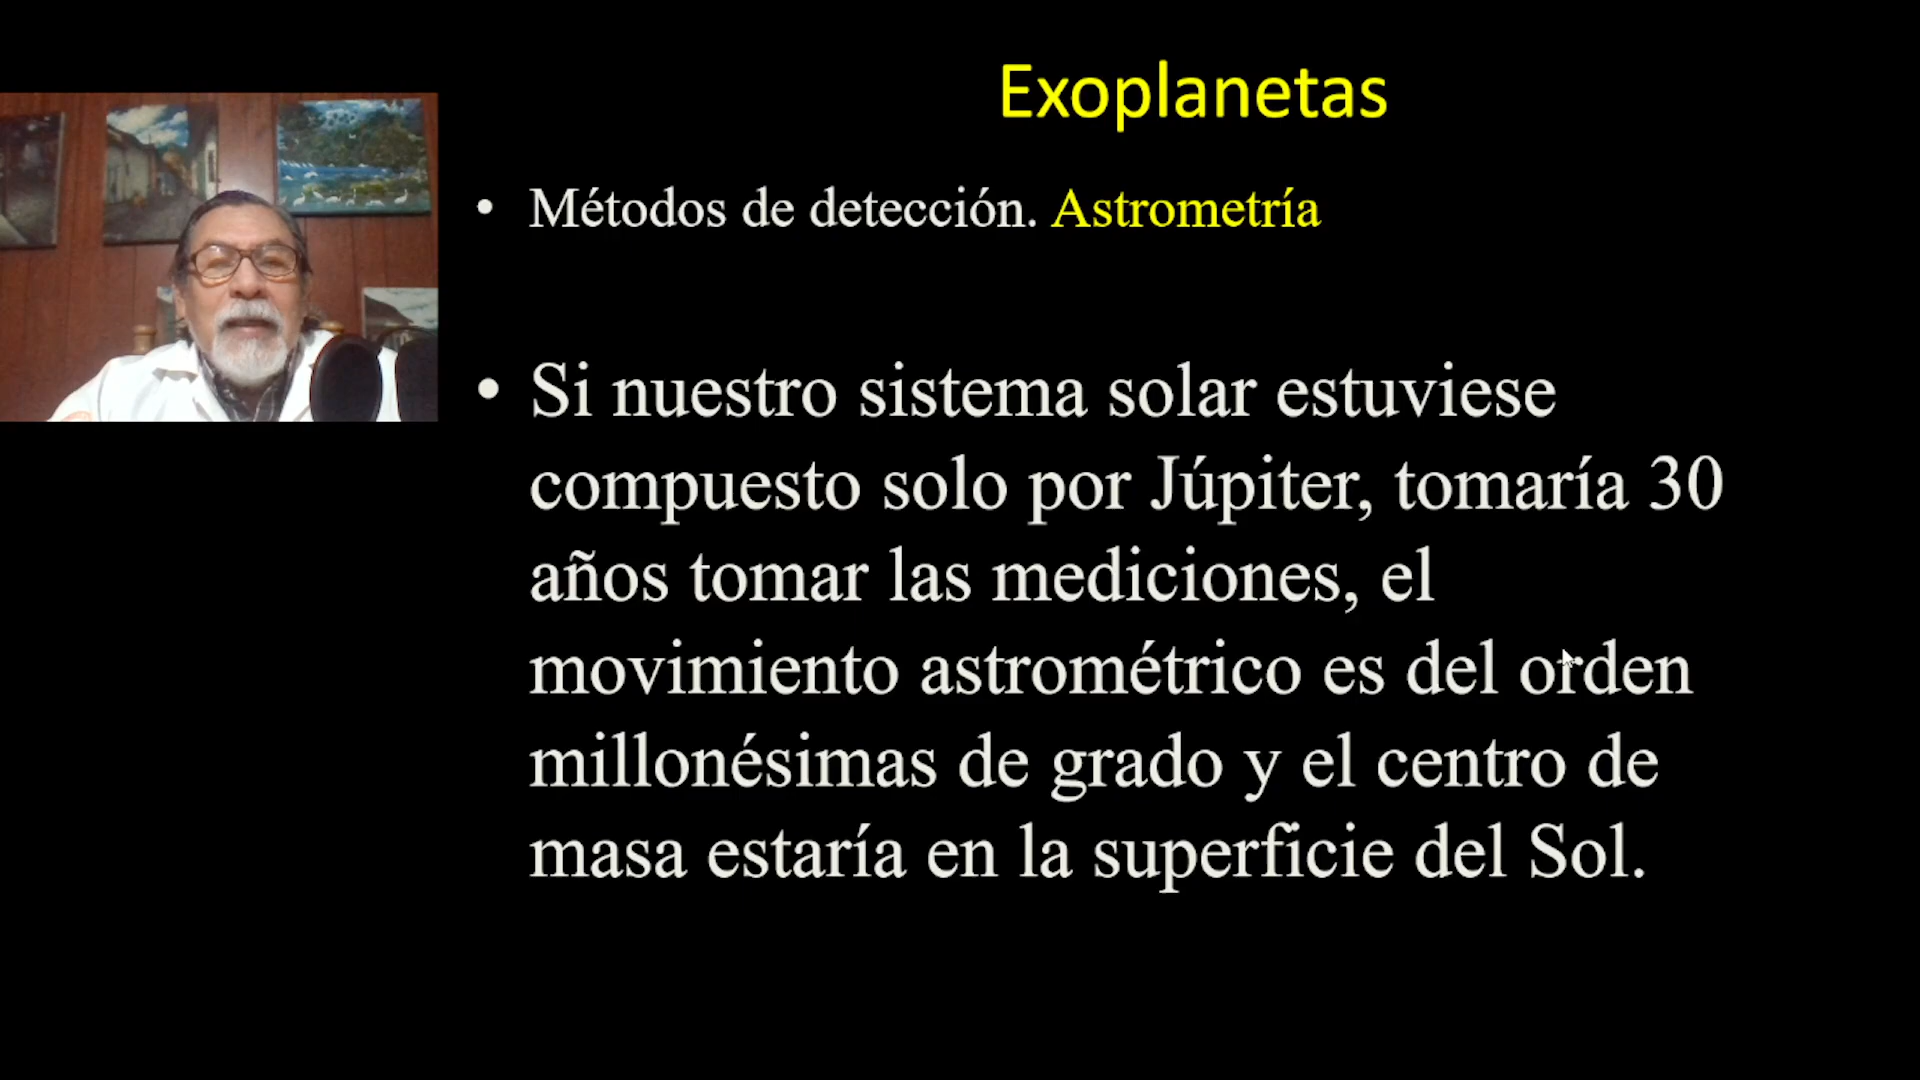 Exoplanetas
• Métodos de detección. Astrometría
• Si nuestro sistema solar estuviese
compuesto solo por Júpiter, tomaría 30
años tomar las mediciones, el
movimiento astrométrico es del orden
millonésimas de grado y el centro de
masa estaría en la superficie del Sol.